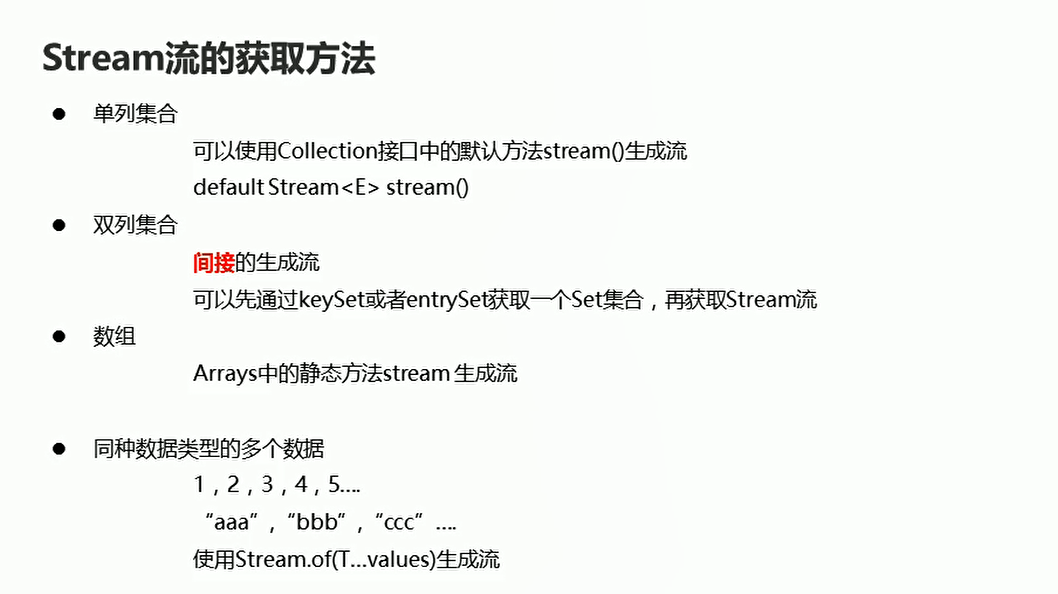 Stream流的获取方法
● 单列集合
可以使用Collection接口中的默认方法stream()生成流
default Stream<E> stream()
● 双列集合
间接的生成流
可以先通过keySet或者entrySet获取一个Set集合，再获取Stream流
● 数组
Arrays中的静态方法stream 生成流
● 同种数据类型的多个数据
1，2，3，4，5....
“aaa”，“bbb”，“ccc”....
使用Stream.of(T...values)生成流